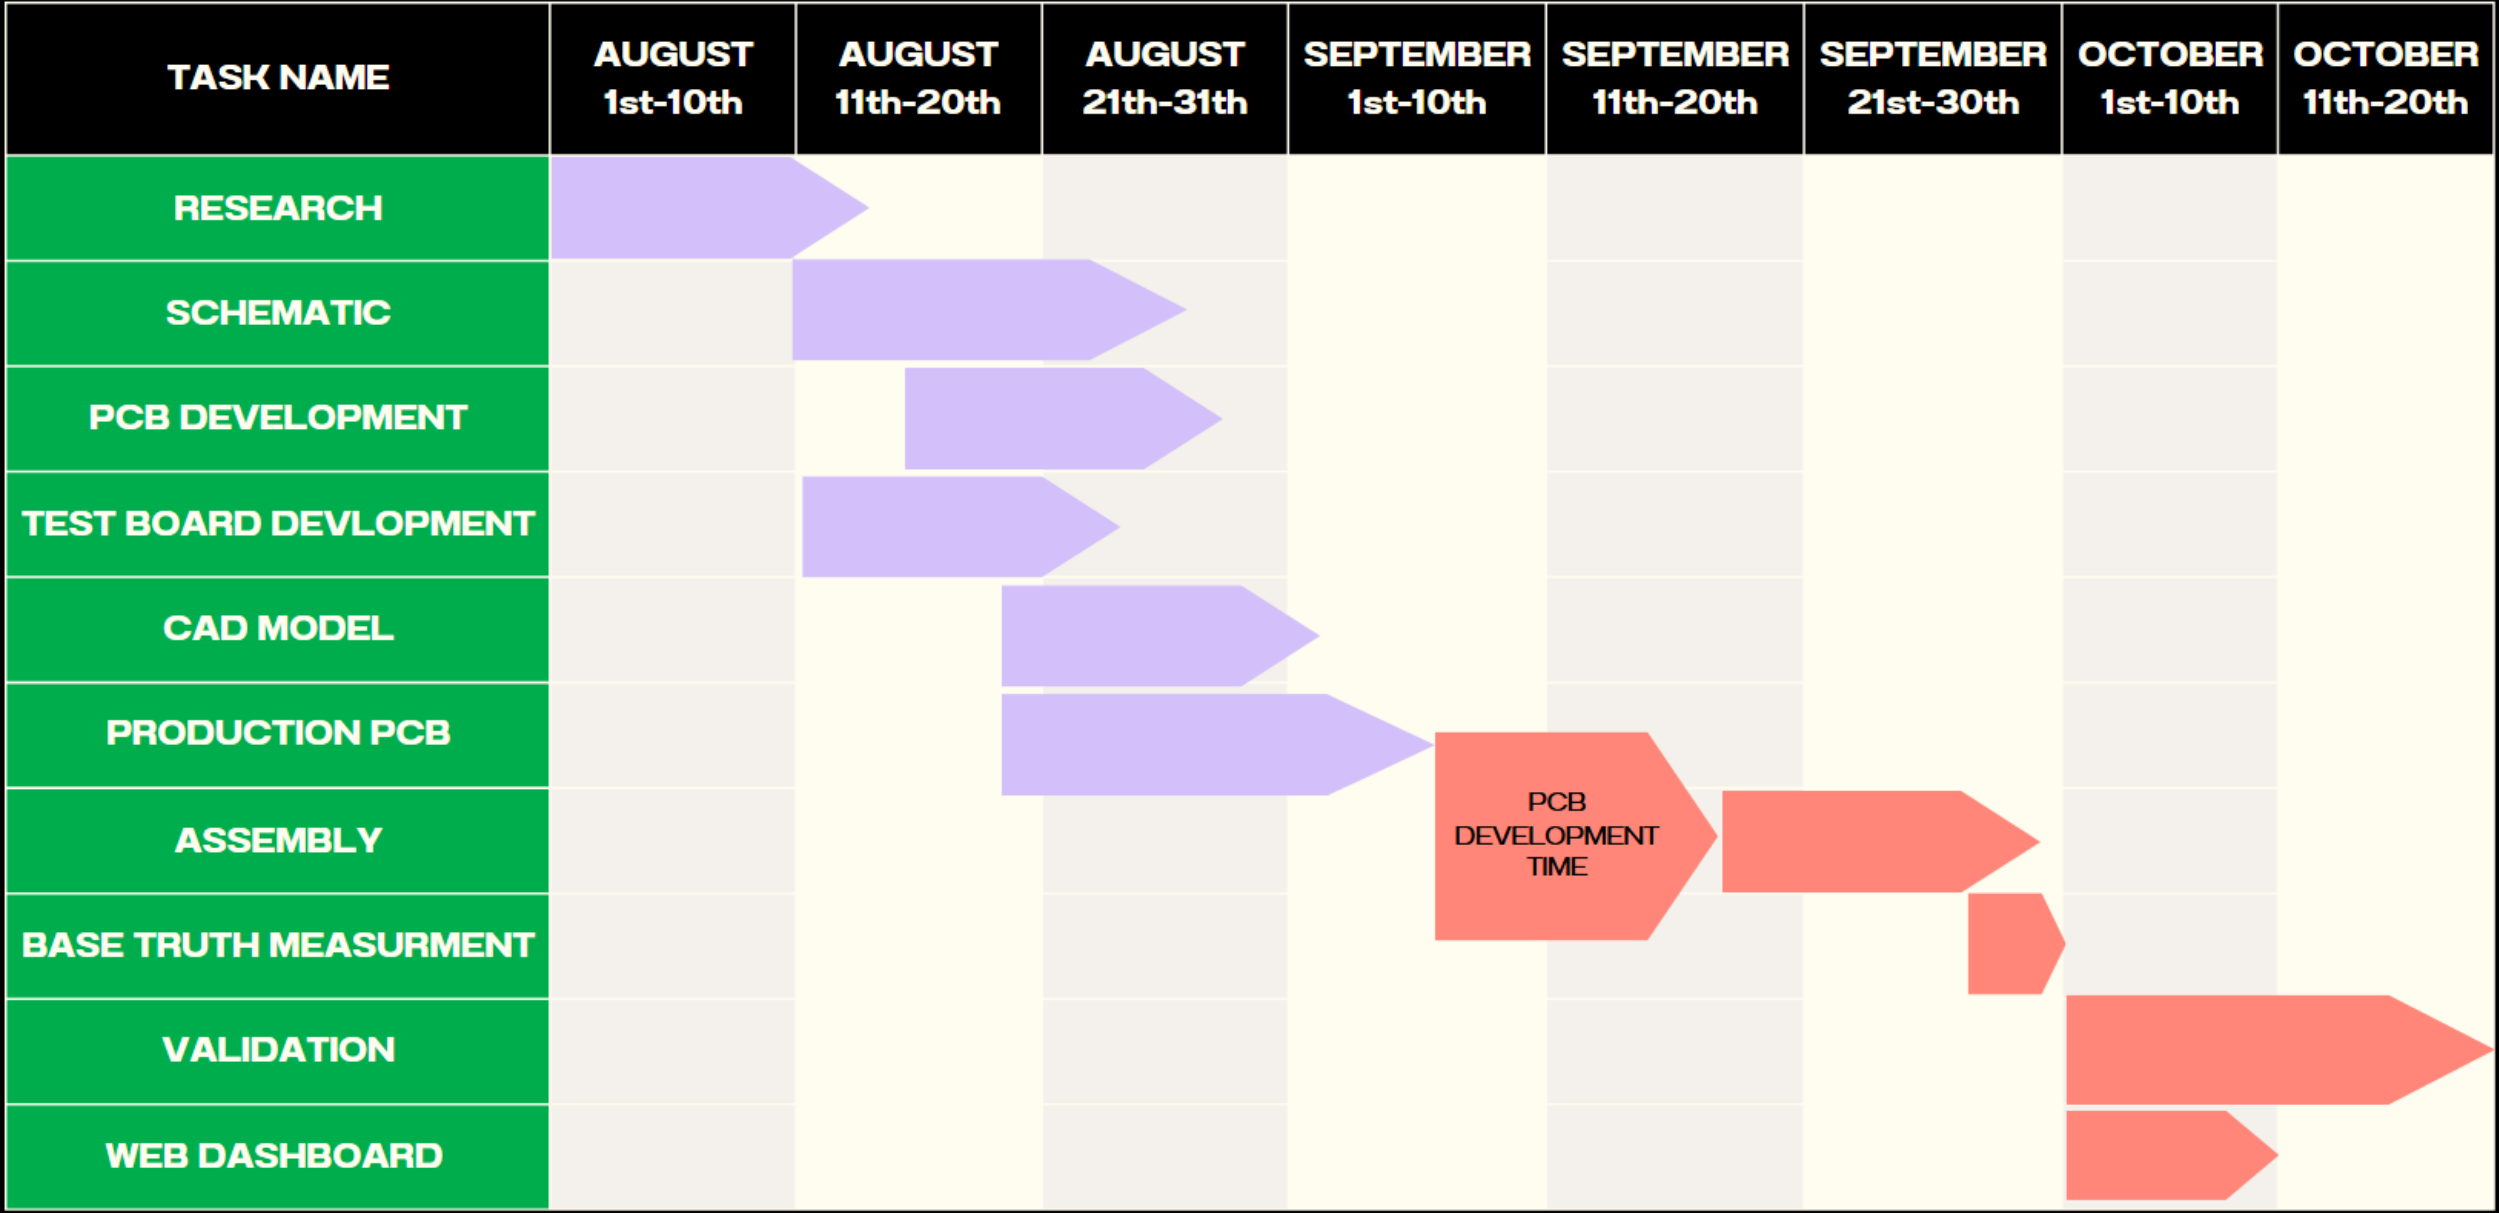 TASK NAME
AUGUST
1st-10th
AUGUST
11th-20th
AUGUST
21th-31th
SEPTEMBER
1st-10th
SEPTEMBER
11th-20th
SEPTEMBER
21st-30th
OCTOBER
1st-10th
OCTOBER
11th-20th
RESEARCH
SCHEMATIC
PCB DEVELOPMENT
TEST BOARD DEVLOPMENT
CAD MODEL
PRODUCTION PCB
PCB
DEVELOPMENT
TIME
ASSEMBLY
BASE TRUTH MEASURMENT
VALIDATION
WEB DASHBOARD